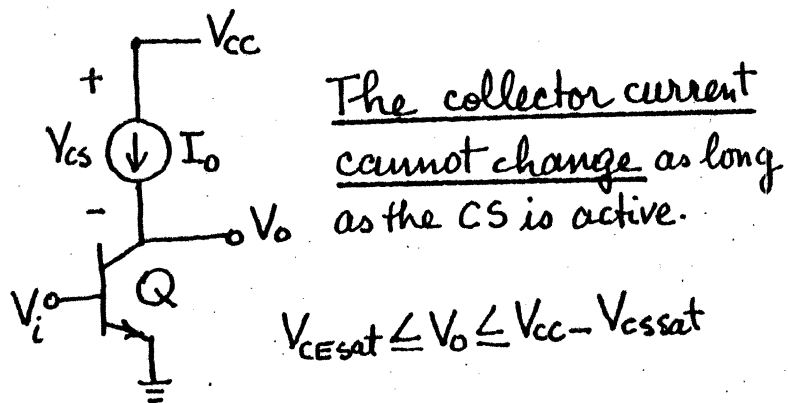 Vcc
+
The collector current
Vcs I₀
cannot change as long
-
as the CS is active.
V₀
Q
Vᵢ
VCEsat ≤ V₀ ≤ Vcc - Vcssat